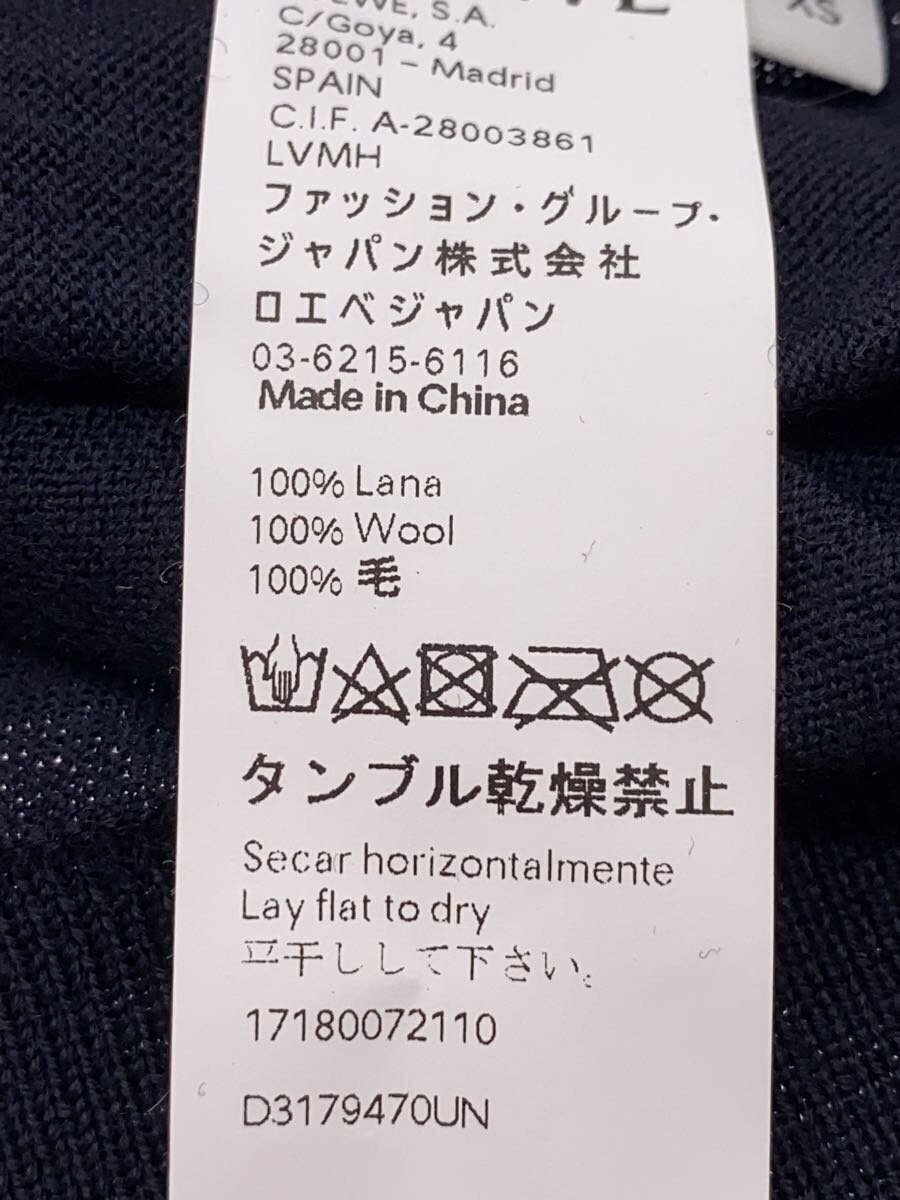 XS
S.A.
C/Goya, 4
28001 – Madrid
SPAIN
C.I.F. A-28003861
LVMH
ファッション・グループ・
ジャパン株式会社
ロエベジャパン
03-6215-6116
Made in China
100% Lana
100% Wool
100% 毛
タンブル乾燥禁止
Secar horizontalmente
Lay flat to dry
平干しして下さい。
17180072110
D3179470UN